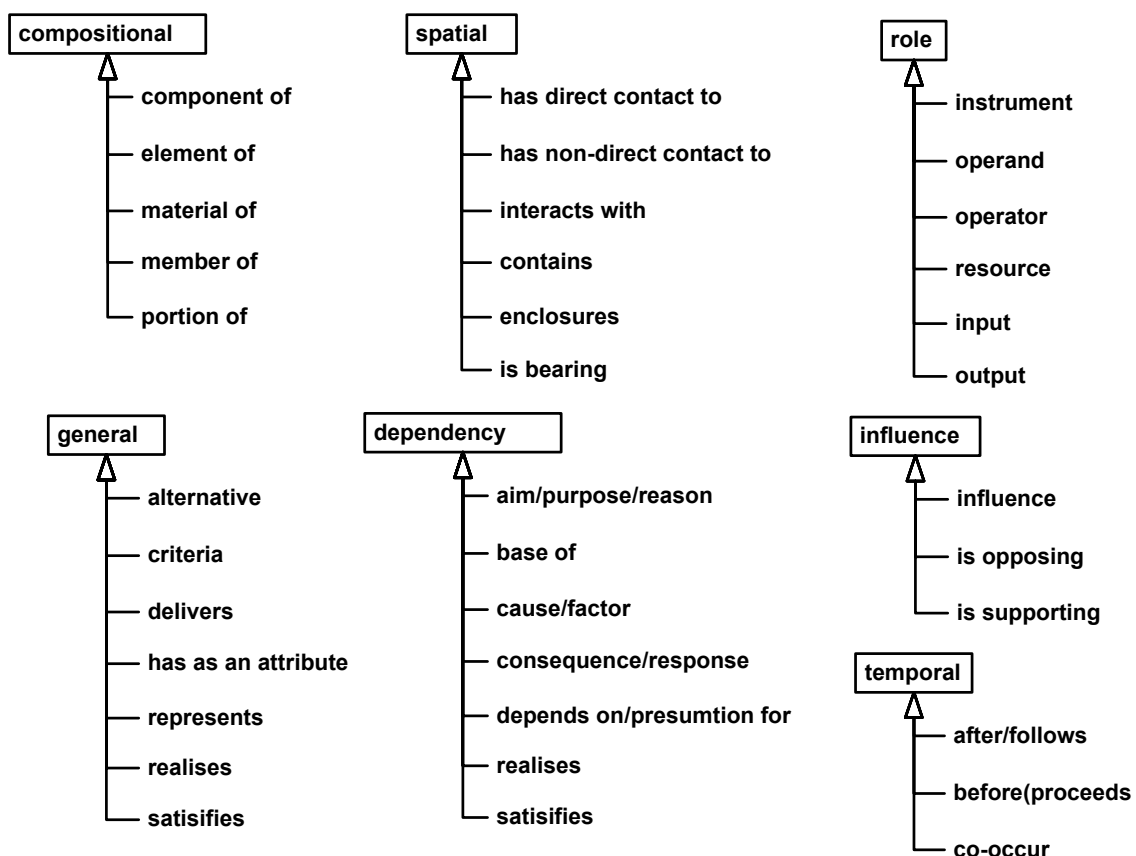 compositional
component of
element of
material of
member of
portion of
spatial
has direct contact to
has non-direct contact to
interacts with
contains
enclosures
is bearing
role
instrument
operand
operator
resource
input
output
general
alternative
criteria
delivers
has as an attribute
represents
realises
satisifies
dependency
aim/purpose/reason
base of
cause/factor
consequence/response
depends on/presumtion for
realises
satisifies
influence
influence
is opposing
is supporting
temporal
after/follows
before(proceeds
co-occur